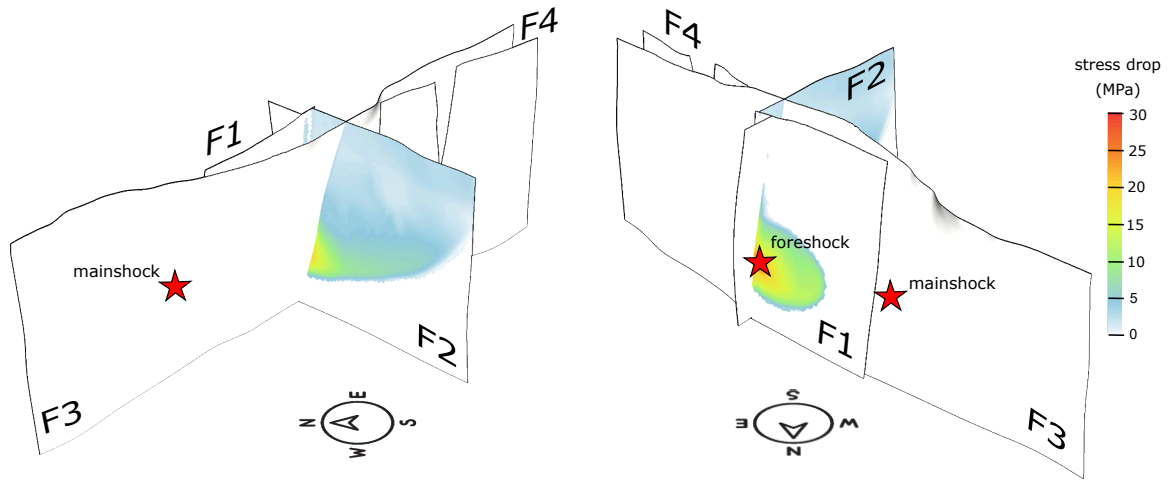 F4
F1
mainshock
F2
F3
N
E
S
W
F4
F2
foreshock
mainshock
F1
F3
S
E
W
N
stress drop
(MPa)
30
25
20
15
10
5
0